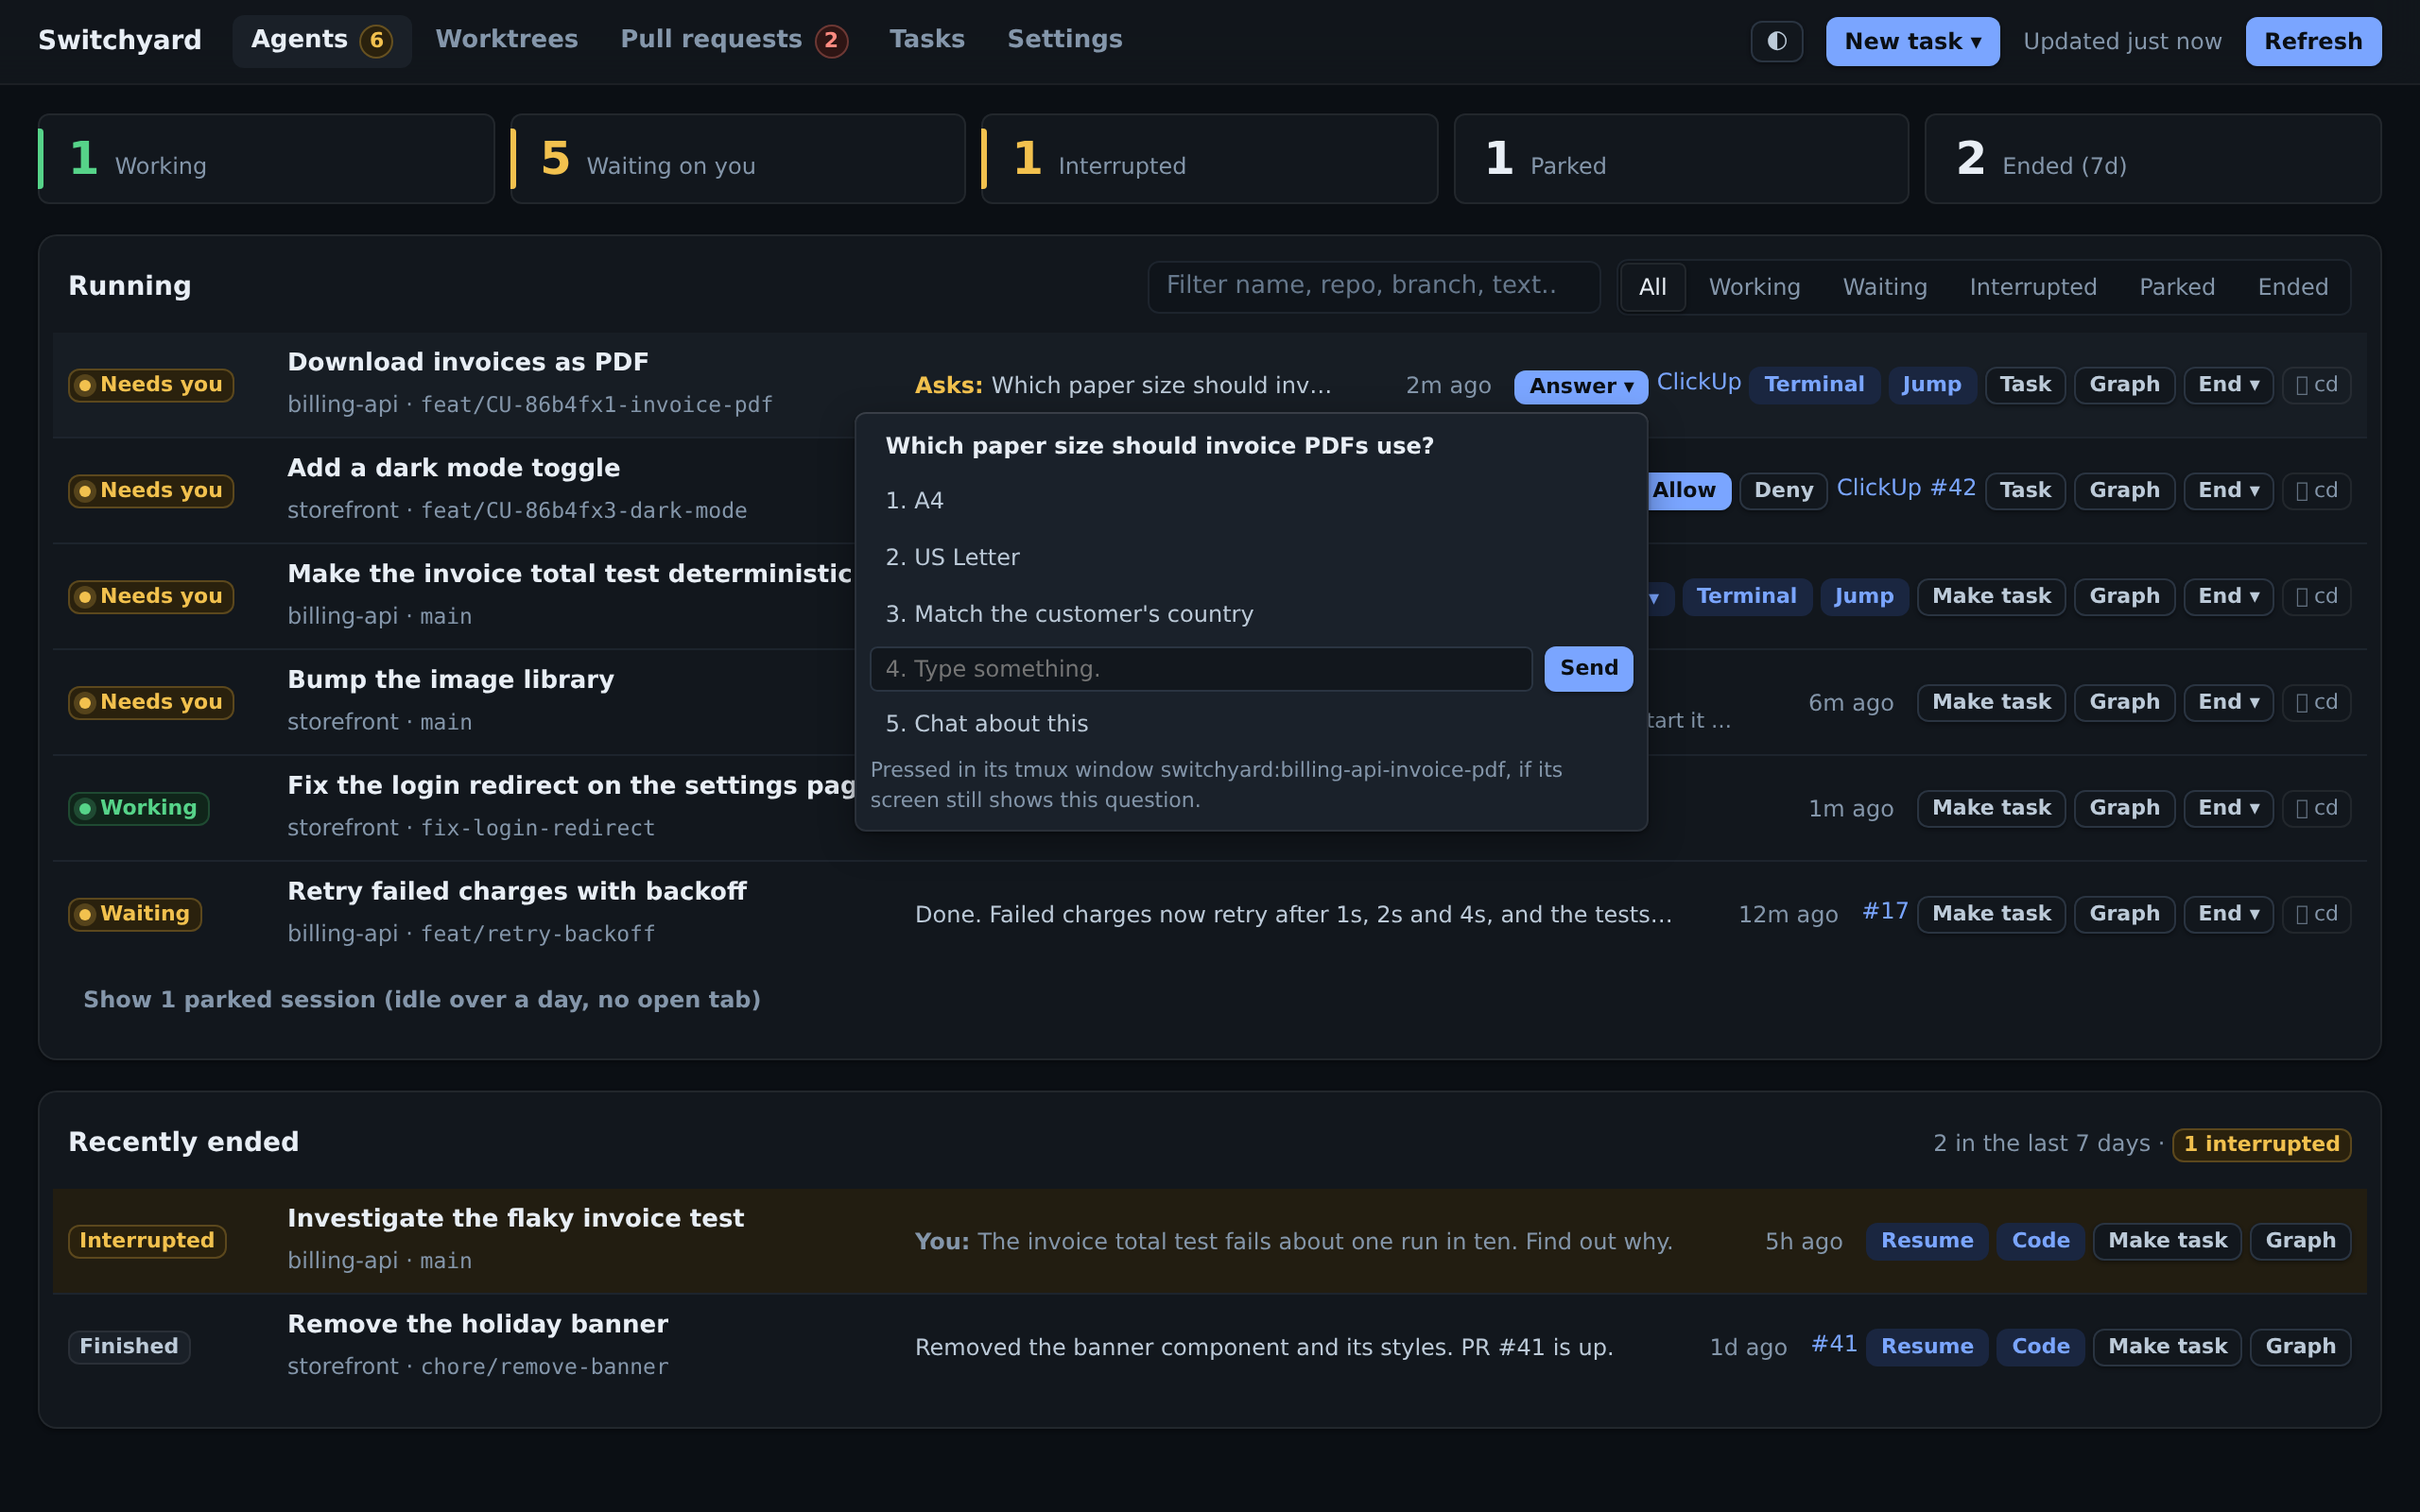 Switchyard Agents 6 Worktrees Pull requests 2 Tasks Settings New task ▾ Updated just now Refresh
1 Working
5 Waiting on you
1 Interrupted
1 Parked
2 Ended (7d)
Running
Filter name, repo, branch, text..
All Working Waiting Interrupted Parked Ended
Needs you
Download invoices as PDF
billing-api · feat/CU-86b4fx1-invoice-pdf
Asks: Which paper size should inv…
2m ago Answer ▾ ClickUp Terminal Jump Task Graph End ▾ cd
Which paper size should invoice PDFs use?
1. A4
2. US Letter
3. Match the customer's country
4. Type something. Send
5. Chat about this
Pressed in its tmux window switchyard:billing-api-invoice-pdf, if its
screen still shows this question.
Needs you
Add a dark mode toggle
storefront · feat/CU-86b4fx3-dark-mode
Allow Deny ClickUp #42 Task Graph End ▾ cd
Needs you
Make the invoice total test deterministic
billing-api · main
▾ Terminal Jump Make task Graph End ▾ cd
Needs you
Bump the image library
storefront · main
tart it …
6m ago Make task Graph End ▾ cd
Working
Fix the login redirect on the settings pag
storefront · fix-login-redirect
1m ago Make task Graph End ▾ cd
Waiting
Retry failed charges with backoff
billing-api · feat/retry-backoff
Done. Failed charges now retry after 1s, 2s and 4s, and the tests…
12m ago #17 Make task Graph End ▾ cd
Show 1 parked session (idle over a day, no open tab)
Recently ended
2 in the last 7 days · 1 interrupted
Interrupted
Investigate the flaky invoice test
billing-api · main
You: The invoice total test fails about one run in ten. Find out why.
5h ago Resume Code Make task Graph
Finished
Remove the holiday banner
storefront · chore/remove-banner
Removed the banner component and its styles. PR #41 is up.
1d ago #41 Resume Code Make task Graph